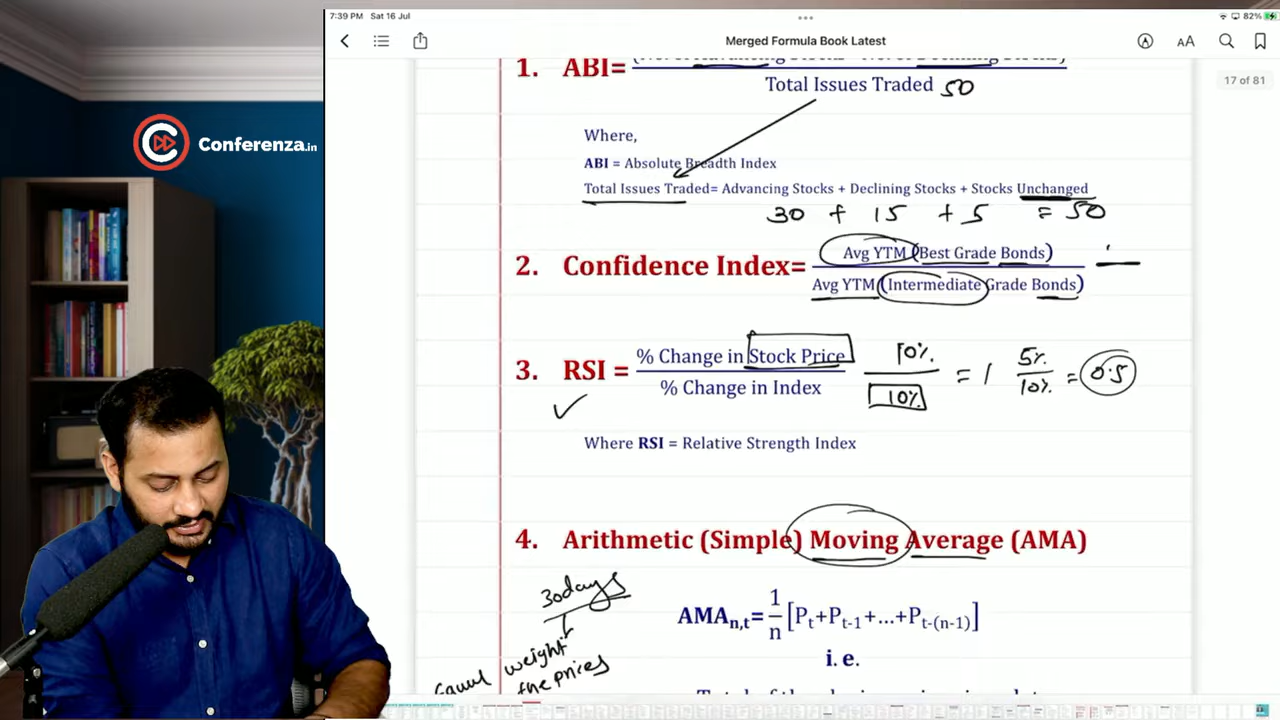 7:39 PM Sat 16 Jul
82%
Merged Formula Book Latest
AA
17 of 81
Conferenza.in
1. ABI=
Total Issues Traded 50
Where,
ABI = Absolute Breadth Index
Total Issues Traded= Advancing Stocks + Declining Stocks + Stocks Unchanged
30 + 15 + 5 = 50
2. Confidence Index= Avg YTM (Best Grade Bonds)
Avg YTM (Intermediate Grade Bonds)
3. RSI = % Change in Stock Price 10% = 1 5% = 0.5
% Change in Index 10% 10%
Where RSI = Relative Strength Index
4. Arithmetic (Simple) Moving Average (AMA)
30days
AMAn,t= 1/n [Pt+Pt-1+...+Pt-(n-1)]
i. e.
weight
the prices